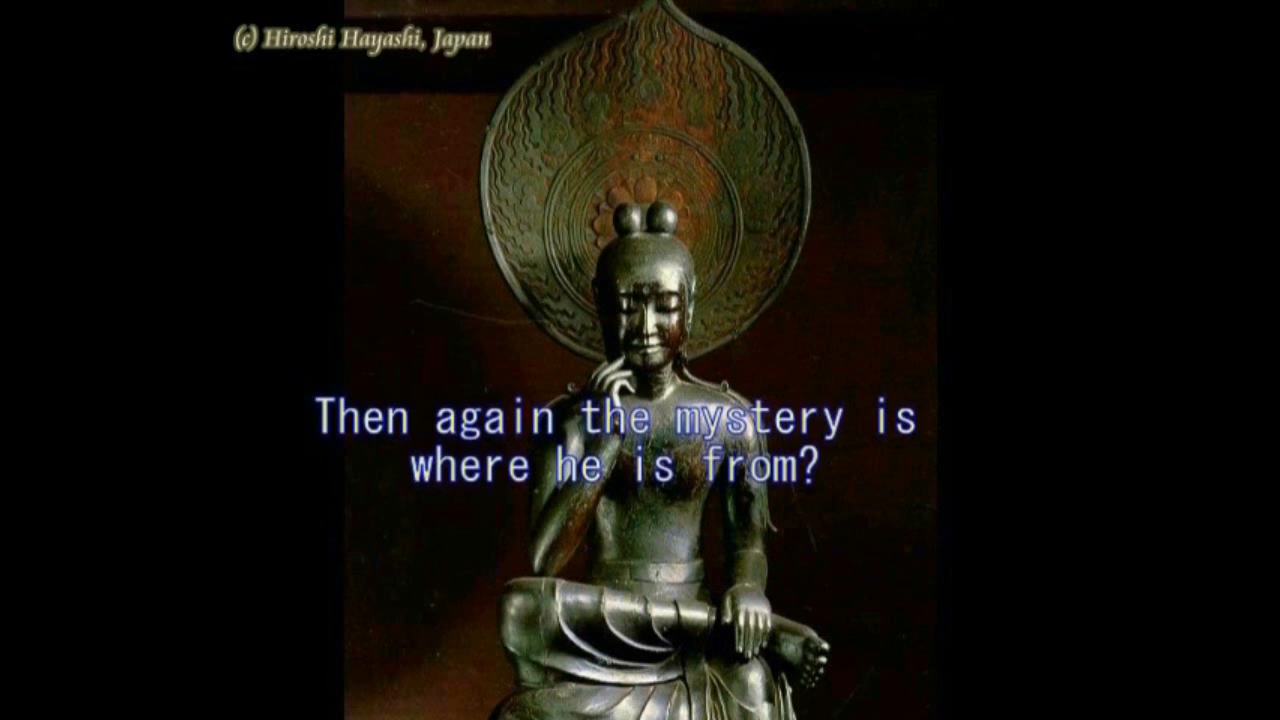 (c) Hiroshi Hayashi, Japan
Then again the mystery is
where he is from?